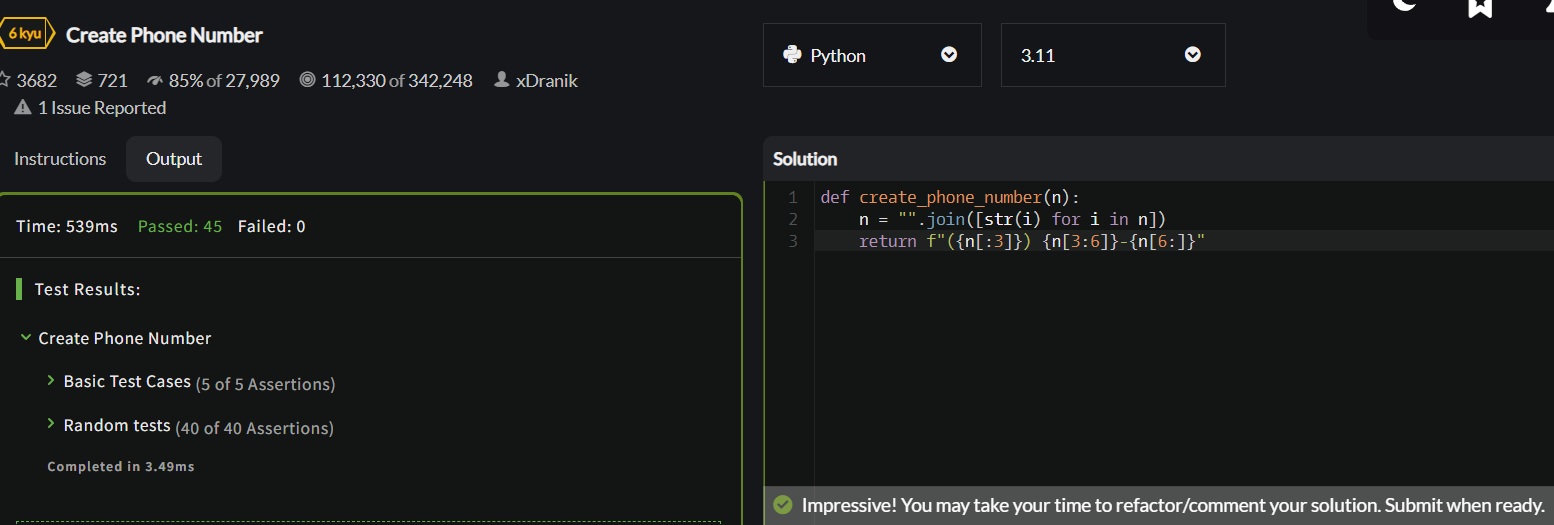 6 kyu Create Phone Number
3682 721 85% of 27,989 112,330 of 342,248 xDranik
1 Issue Reported
Python 3.11
Instructions Output
Time: 539ms Passed: 45 Failed: 0
Test Results:
Create Phone Number
Basic Test Cases (5 of 5 Assertions)
Random tests (40 of 40 Assertions)
Completed in 3.49ms
Solution
1 def create_phone_number(n):
2     n = "".join([str(i) for i in n])
3     return f"({n[:3]}) {n[3:6]}-{n[6:]}"
Impressive! You may take your time to refactor/comment your solution. Submit when ready.